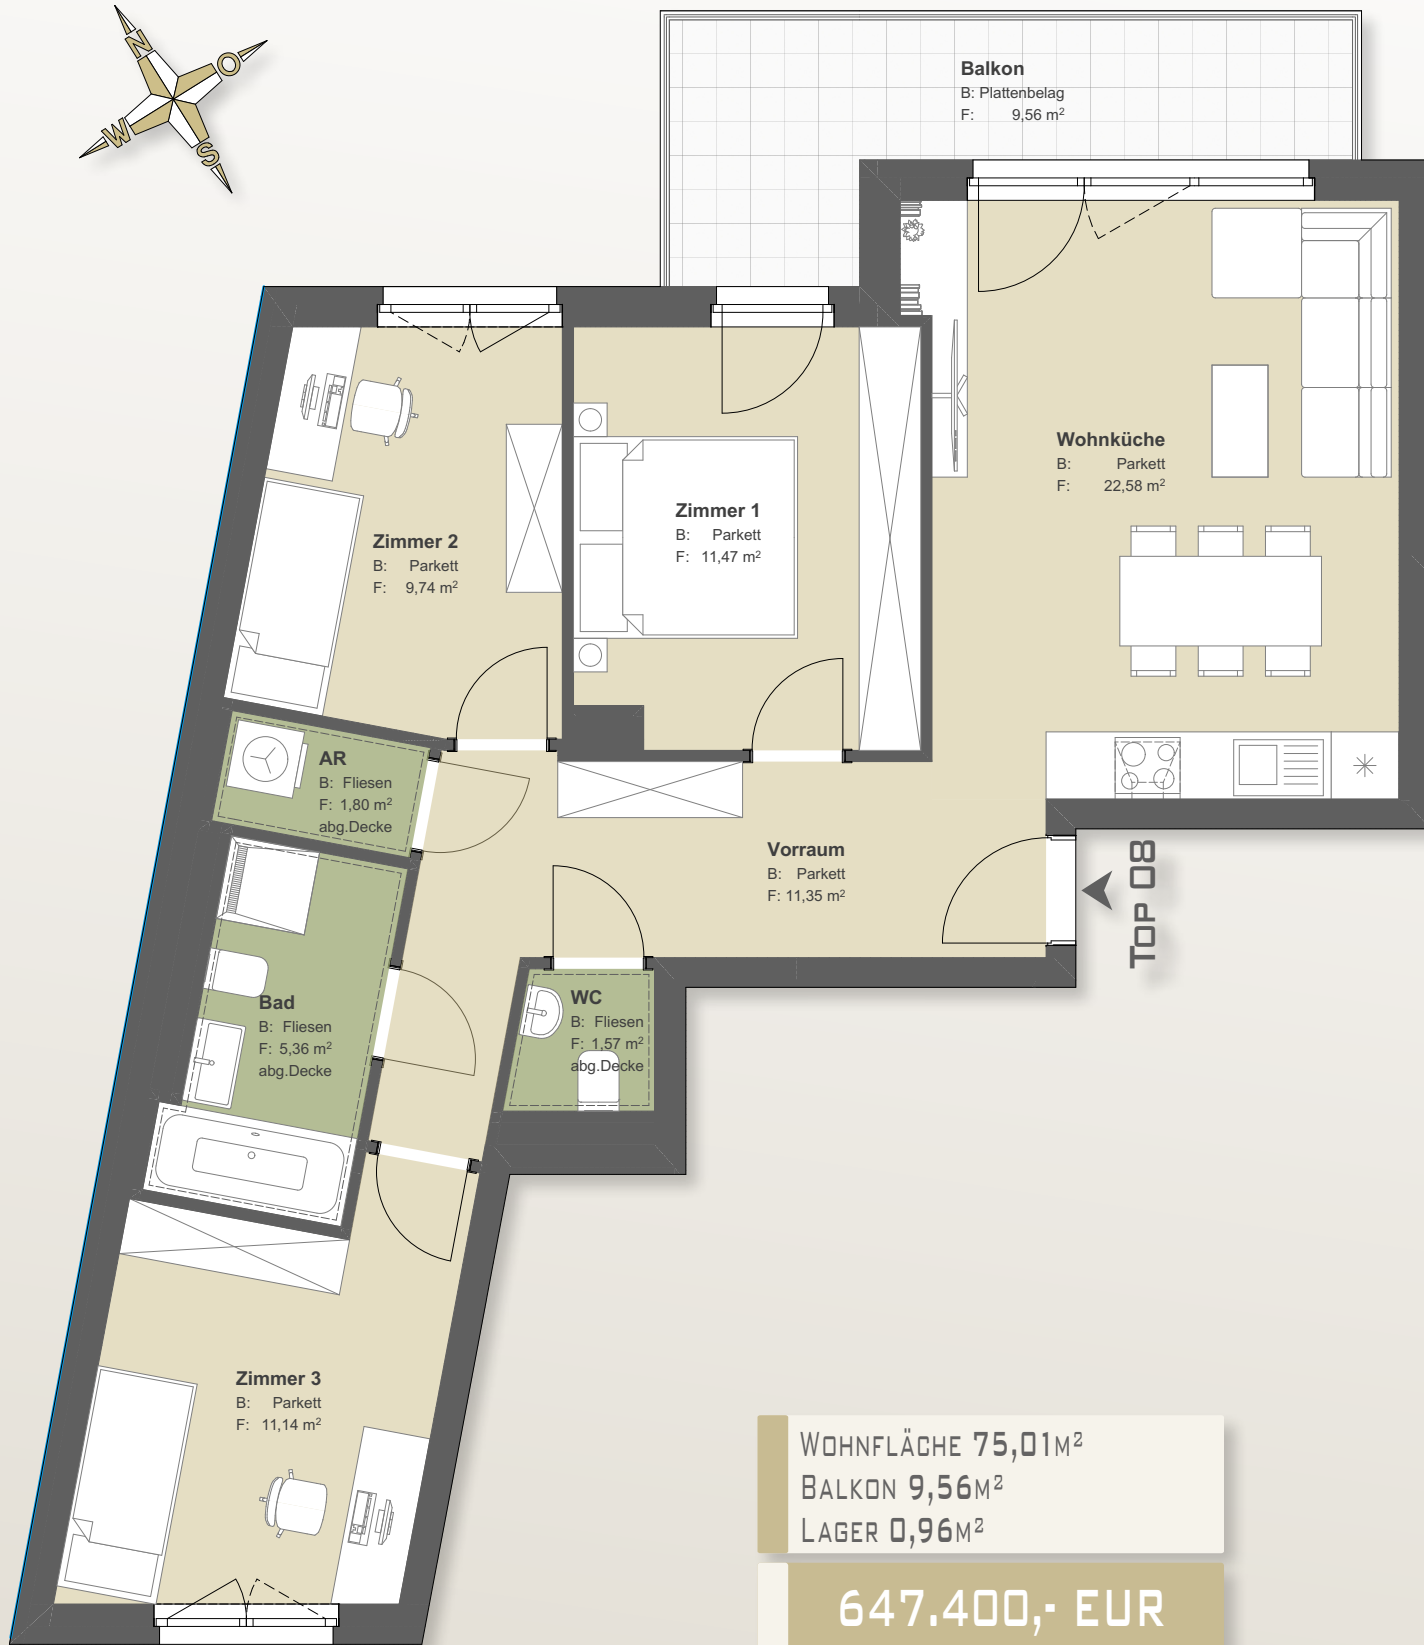 N
O
W
S
Balkon
B: Plattenbelag
F: 9,56 m²
Wohnküche
B: Parkett
F: 22,58 m²
Zimmer 1
B: Parkett
F: 11,47 m²
Zimmer 2
B: Parkett
F: 9,74 m²
AR
B: Fliesen
F: 1,80 m²
abg.Decke
Vorraum
B: Parkett
F: 11,35 m²
TOP 08
Bad
B: Fliesen
F: 5,36 m²
abg.Decke
WC
B: Fliesen
F: 1,57 m²
abg.Decke
Zimmer 3
B: Parkett
F: 11,14 m²
WOHNFLÄCHE 75,01M²
BALKON 9,56M²
LAGER 0,96M²
647.400,- EUR